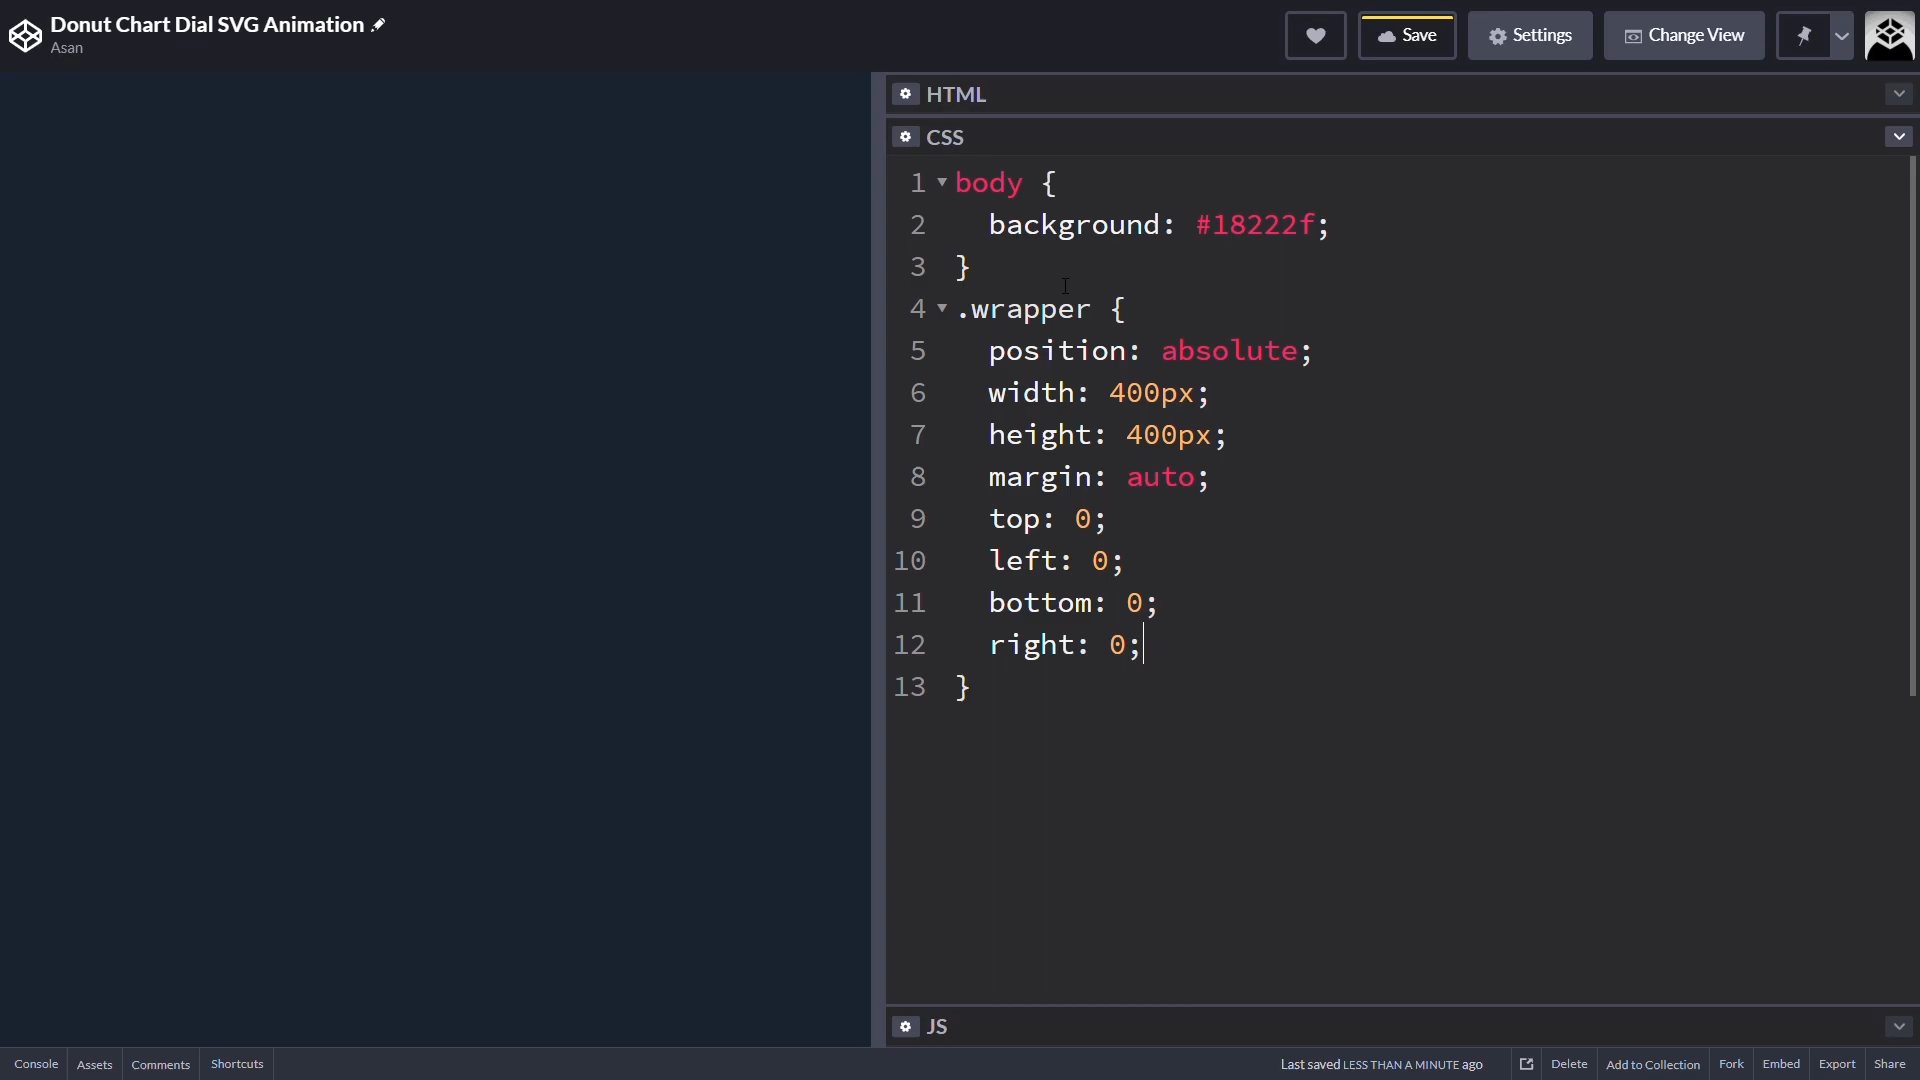 Donut Chart Dial SVG Animation
Asan
Save
Settings
Change View
HTML
CSS
1 body {
2 background: #18222f;
3 }
4 .wrapper {
5 position: absolute;
6 width: 400px;
7 height: 400px;
8 margin: auto;
9 top: 0;
10 left: 0;
11 bottom: 0;
12 right: 0;
13 }
JS
Console Assets Comments Shortcuts Last saved LESS THAN A MINUTE ago Delete Add to Collection Fork Embed Export Share